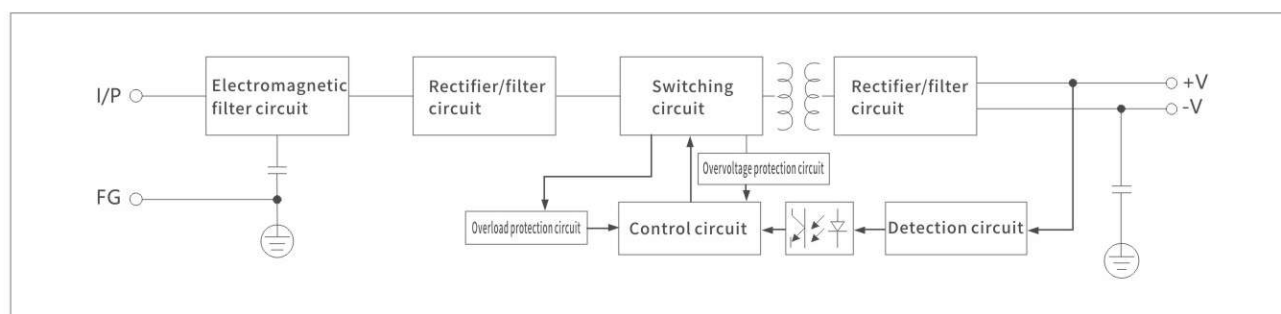 Electromagnetic
filter circuit
Rectifier/filter
circuit
Switching
circuit
Rectifier/filter
circuit
I/P
+V
-V
Overvoltage protection circuit
FG
Overload protection circuit
Control circuit
Detection circuit